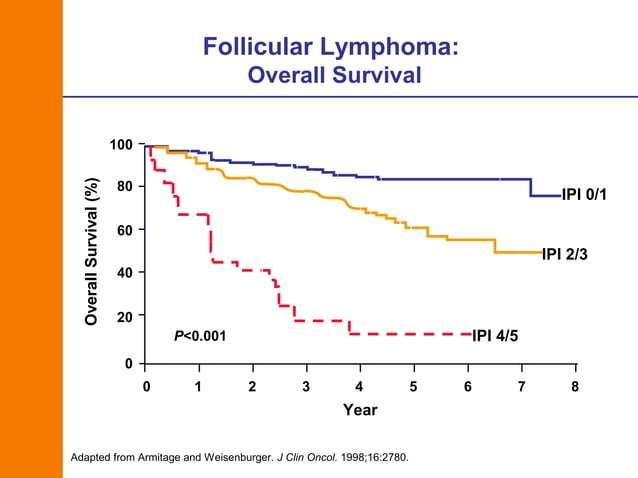 Follicular Lymphoma:
Overall Survival
Overall Survival (%)
100
80
60
40
20
0
IPI 0/1
IPI 2/3
IPI 4/5
P<0.001
0 1 2 3 4 5 6 7 8
Year
Adapted from Armitage and Weisenburger. J Clin Oncol. 1998;16:2780.